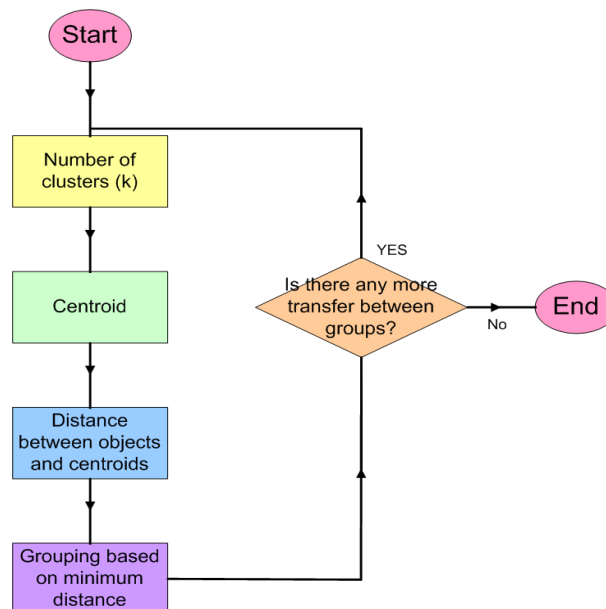 Start
Number of
clusters (k)
Centroid
Distance
between objects
and centroids
Grouping based
on minimum
distance
YES
Is there any more
transfer between
groups?
No
End